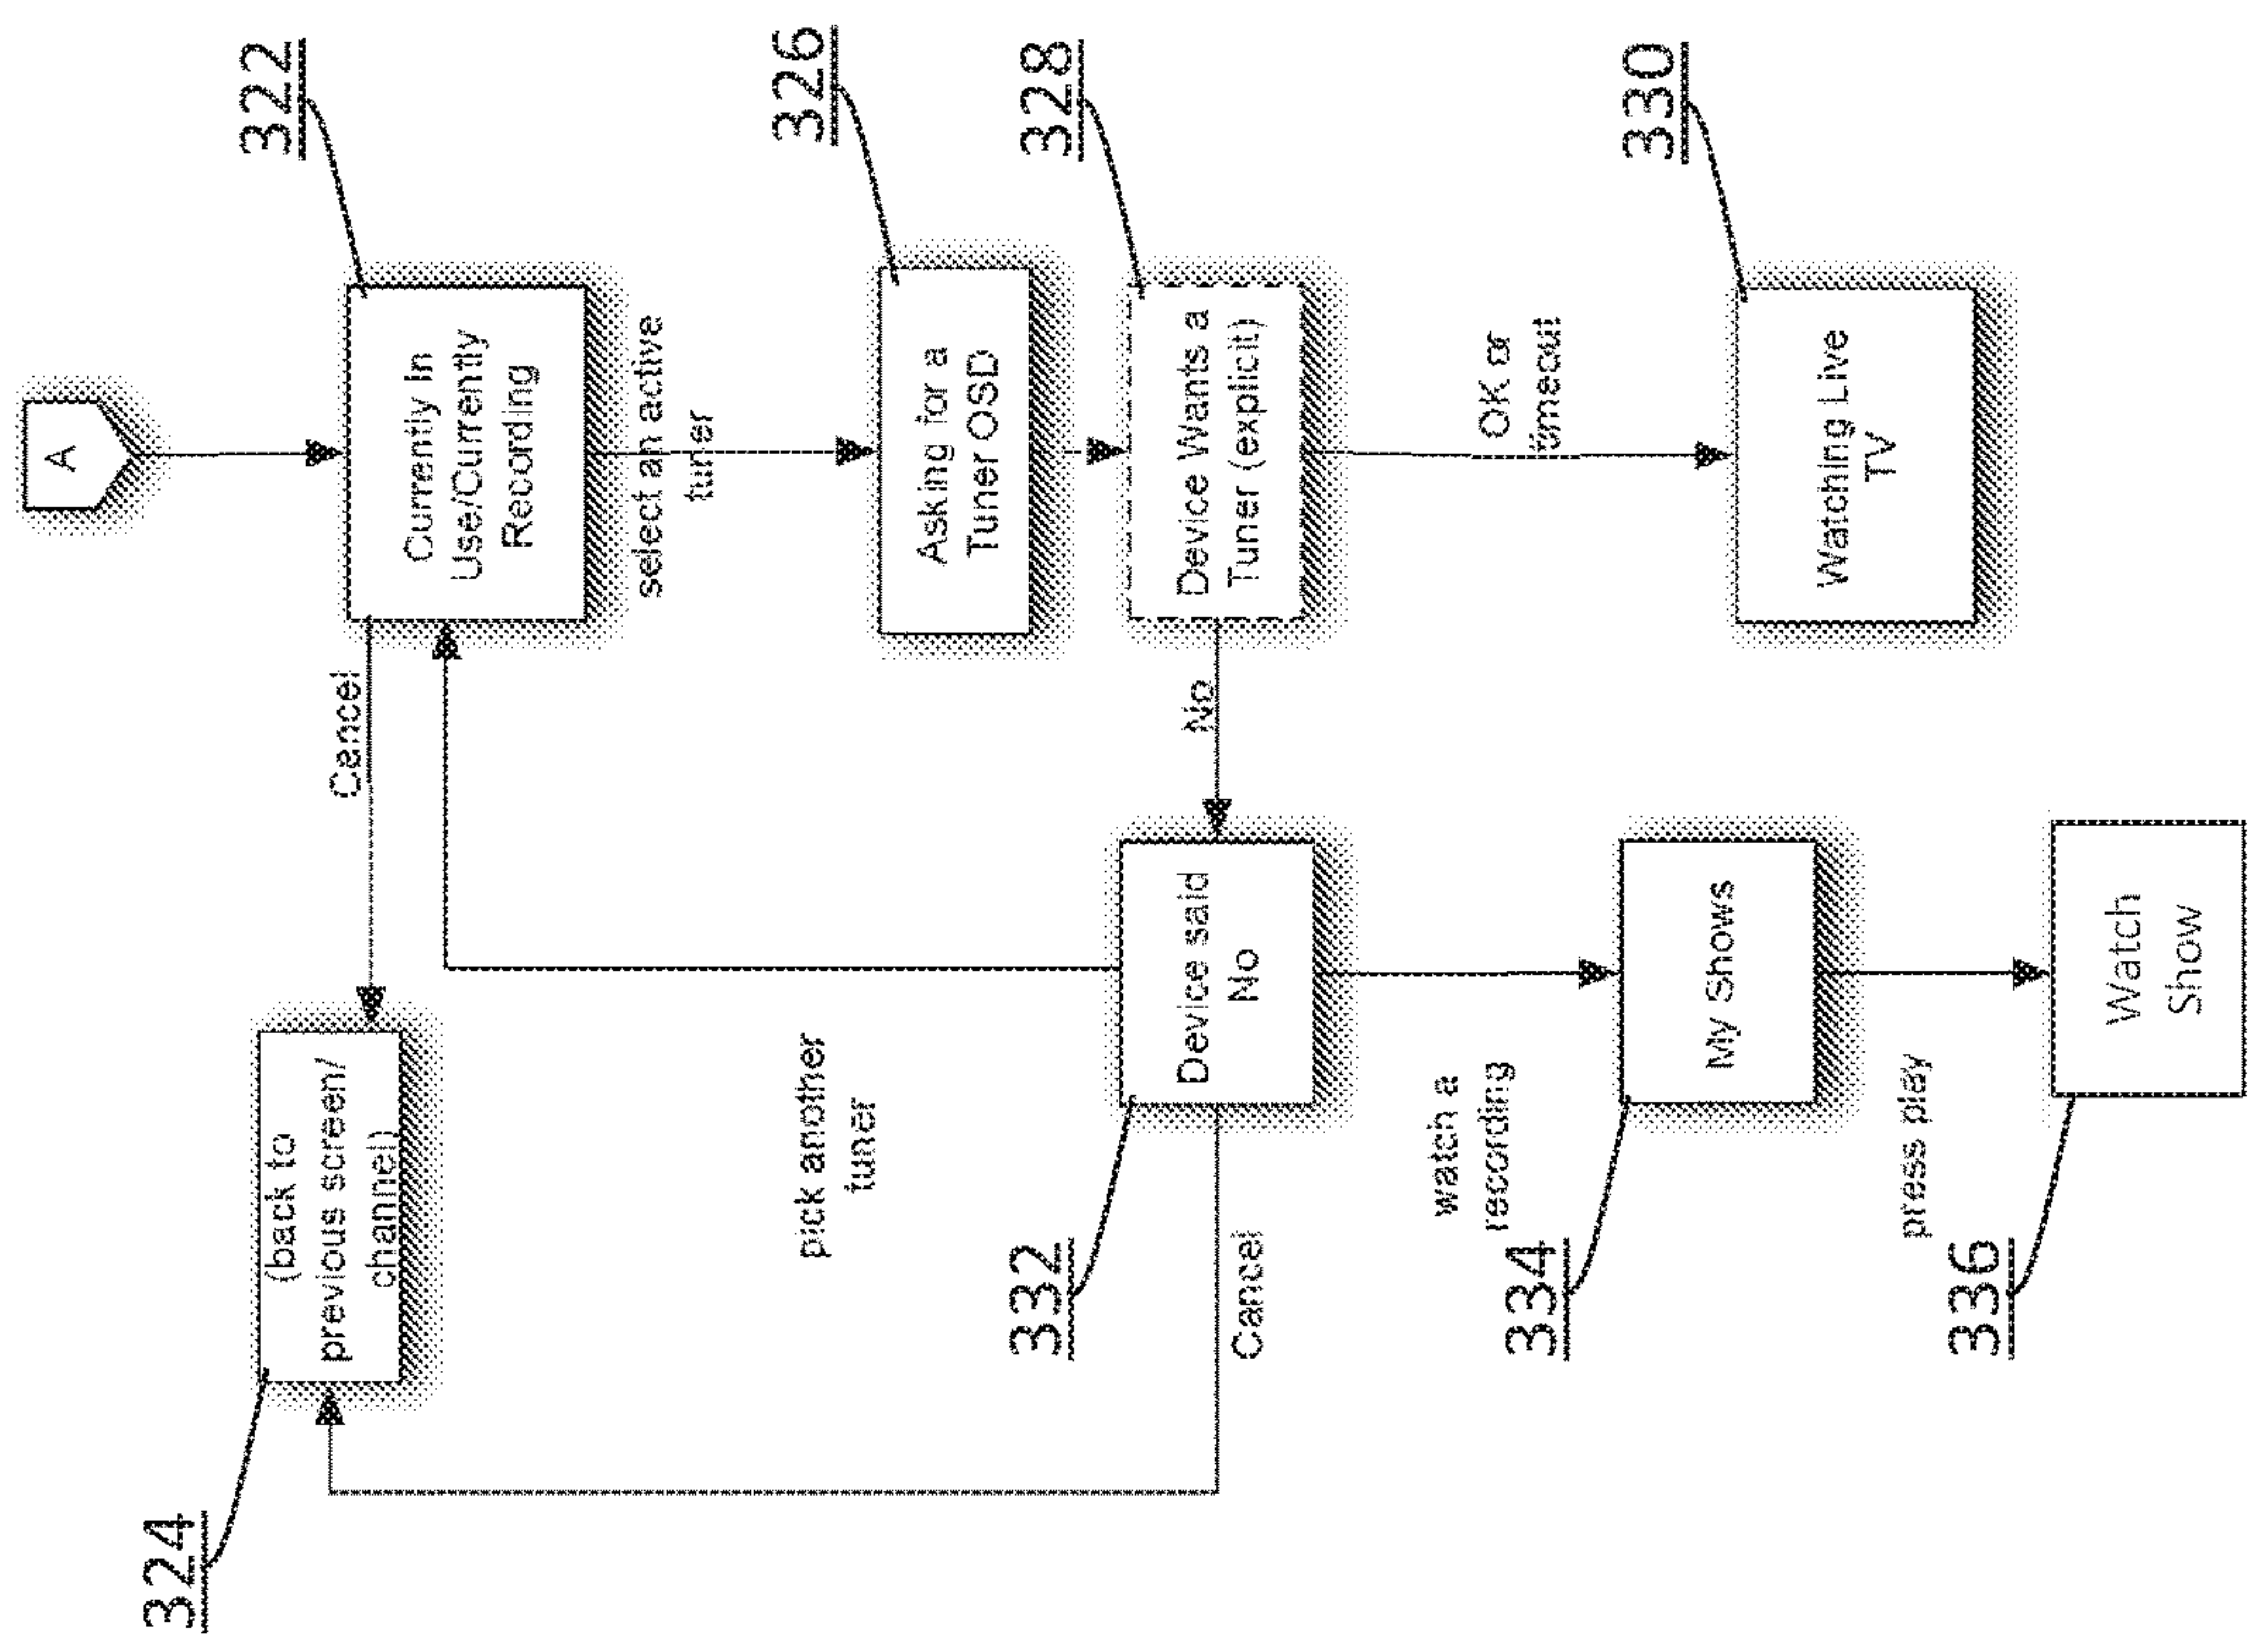 A
322
Currently In
Use/Currently
Recording
Cancel
324
(back to
previous screen/
channel)
select an active
tuner
326
Asking for a
Tuner OSD
328
Device Wants a
Tuner (explicit)
No
332
Device said
No
pick another
tuner
Cancel
OK or
timeout
330
Watching Live
TV
watch a
recording
334
My Shows
press play
336
Watch
Show